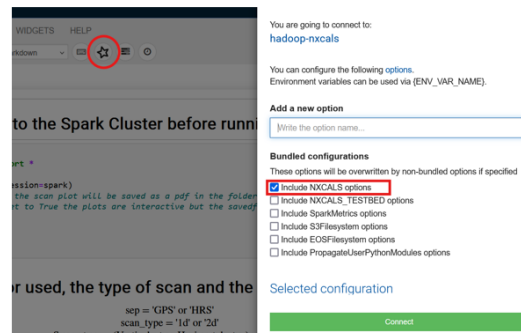 WIDGETS HELP
arkdown
to the Spark Cluster before runni
ort *
ession=spark)
the scan plot will be saved as a pdf in the folder
et to True the plots are interactive but the savedf
or used, the type of scan and the
sep = 'GPS' or 'HRS'
scan_type = '1d' or '2d'
You are going to connect to:
hadoop-nxcals
You can configure the following options.
Environment variables can be used via {ENV_VAR_NAME}.
Add a new option
Write the option name...
Bundled configurations
These options will be overwritten by non-bundled options if specified
Include NXCALS options
Include NXCALS_TESTBED options
Include SparkMetrics options
Include S3Filesystem options
Include EOSFilesystem options
Include PropagateUserPythonModules options
Selected configuration
Connect